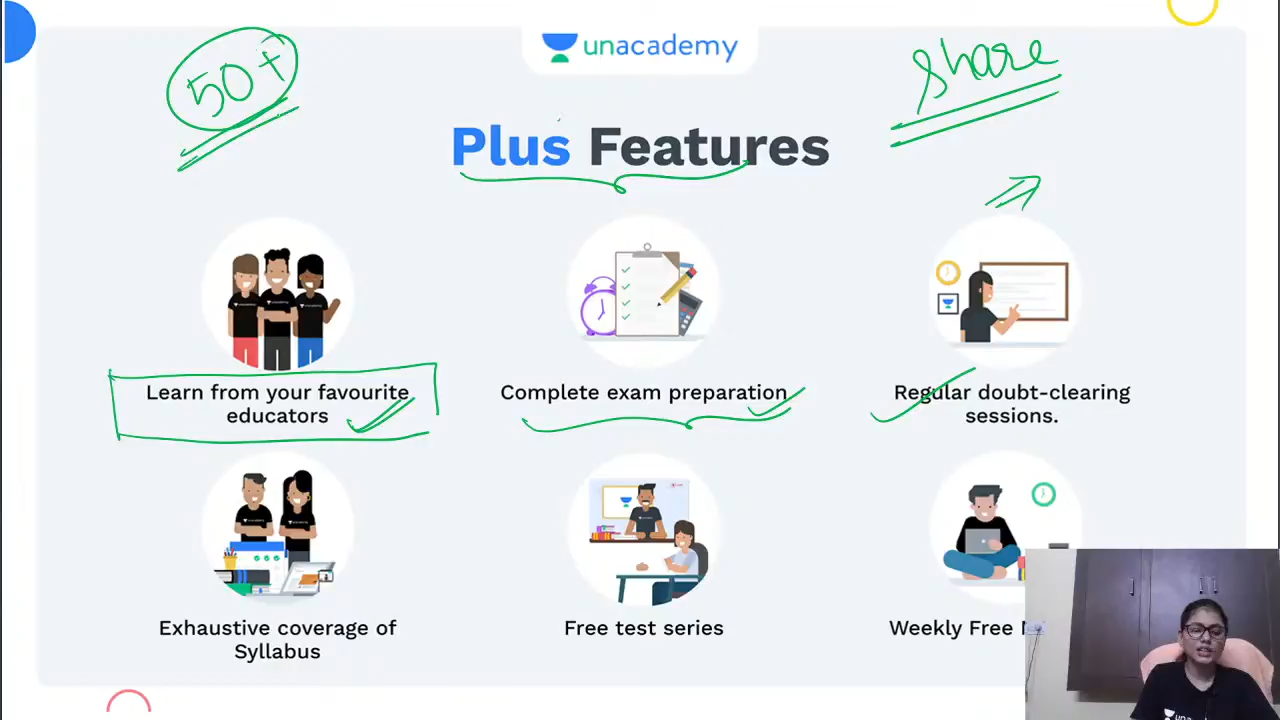 50+
unacademy
share
Plus Features
Learn from your favourite
educators
Complete exam preparation
Regular doubt-clearing
sessions.
Exhaustive coverage of
Syllabus
Free test series
Weekly Free
una